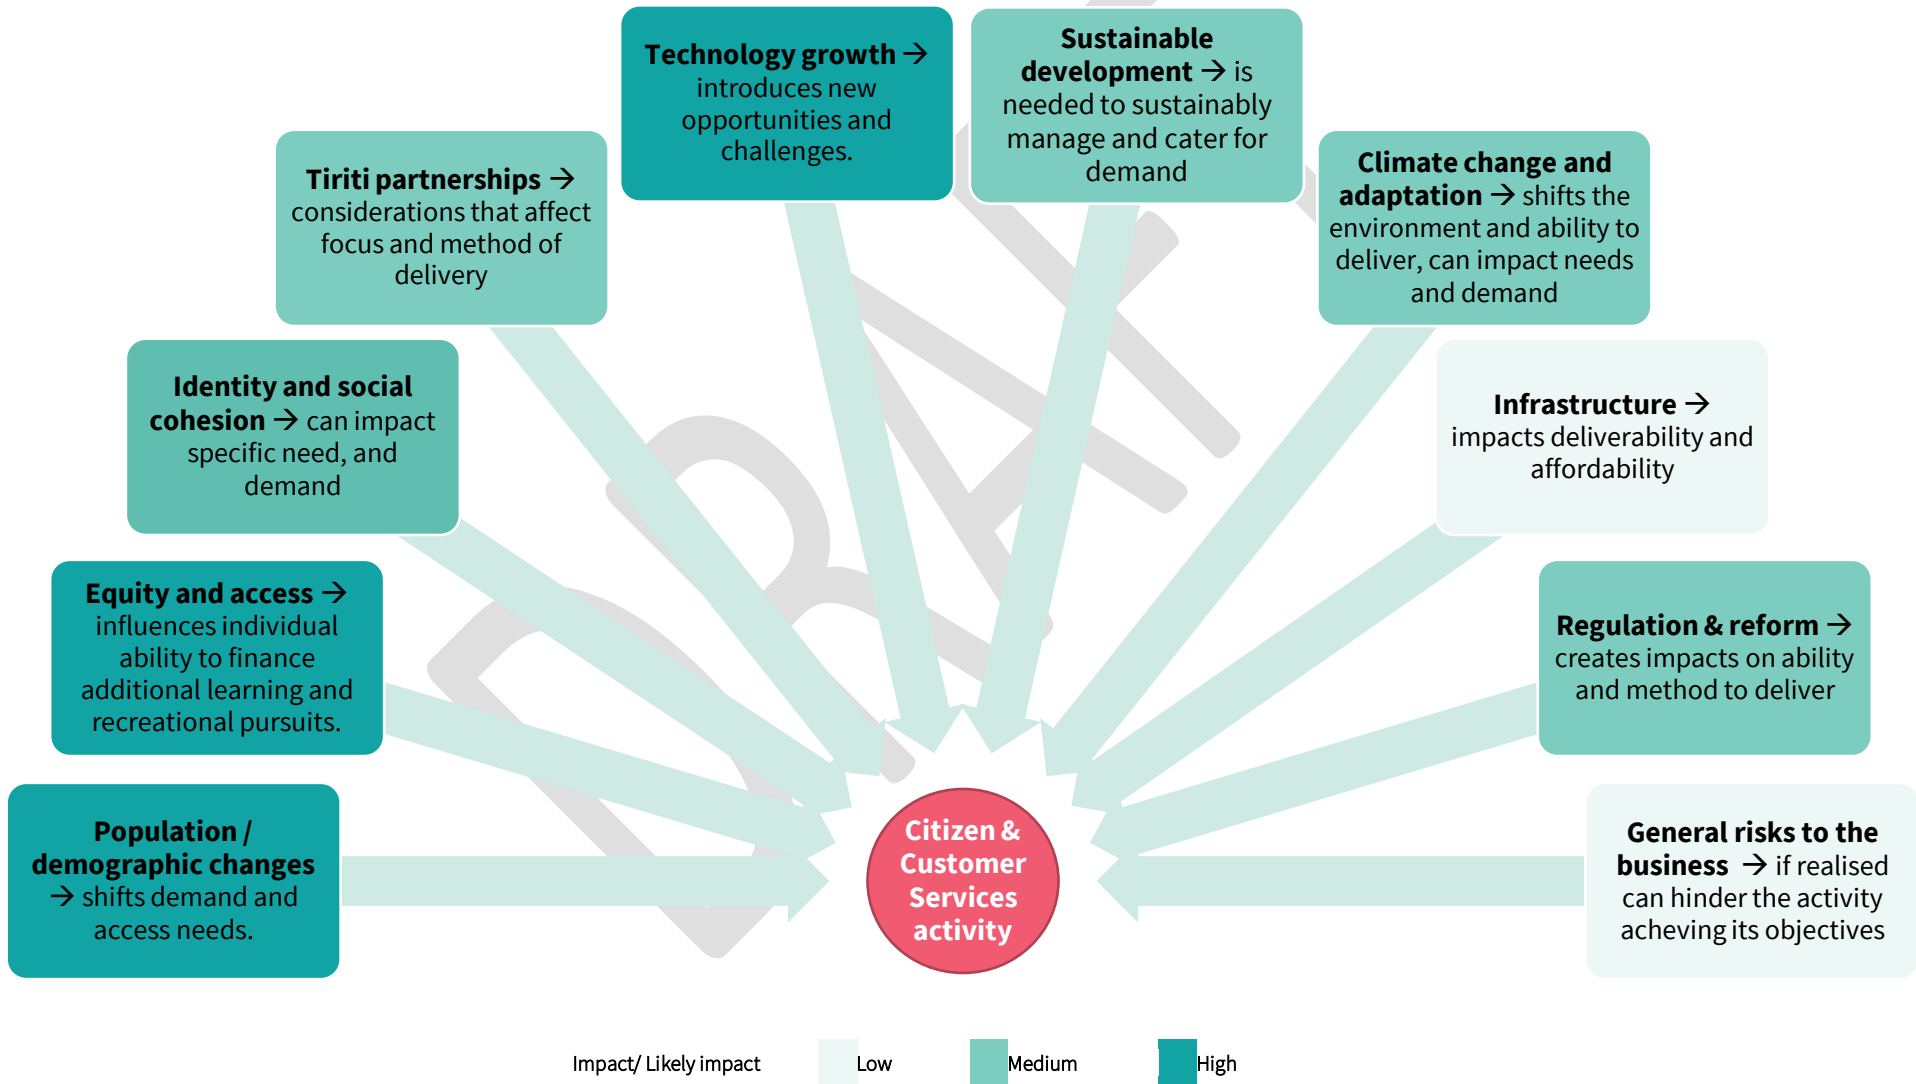 Technology growth →
introduces new
opportunities and
challenges.
Sustainable
development → is
needed to sustainably
manage and cater for
demand
Tiriti partnerships →
considerations that affect
focus and method of
delivery
Climate change and
adaptation → shifts the
environment and ability to
deliver, can impact needs
and demand
Identity and social
cohesion → can impact
specific need, and
demand
Infrastructure →
impacts deliverability and
affordability
Equity and access →
influences individual
ability to finance
additional learning and
recreational pursuits.
Regulation & reform →
creates impacts on ability
and method to deliver
Population /
demographic changes
→ shifts demand and
access needs.
Citizen &
Customer
Services
activity
General risks to the
business → if realised
can hinder the activity
acheving its objectives
Impact/ Likely impact
Low
Medium
High